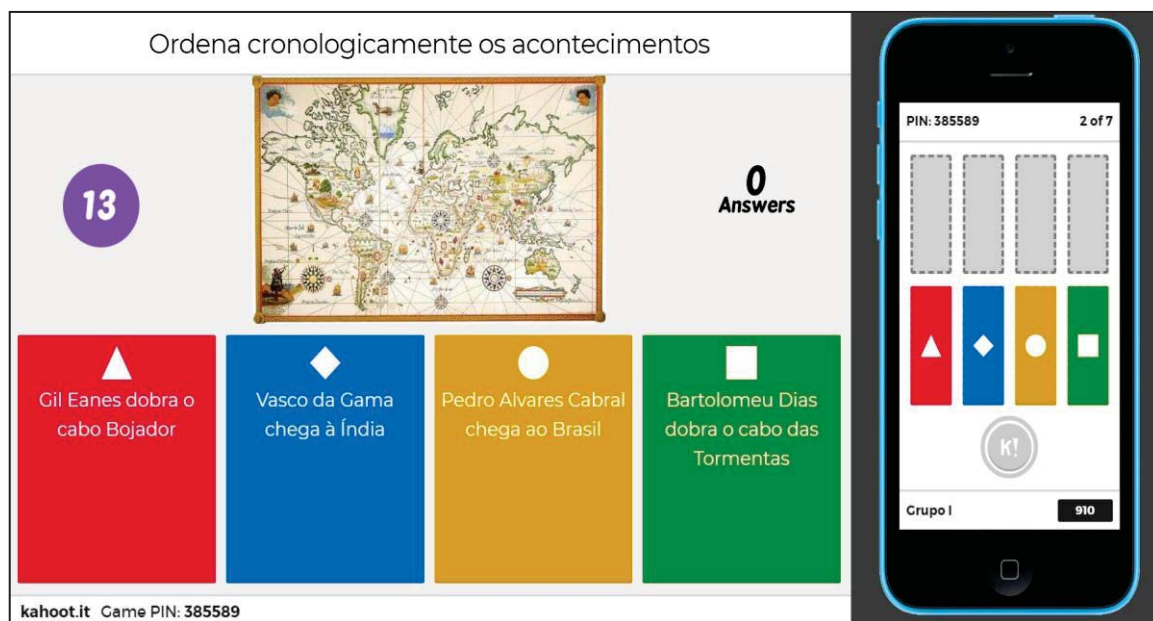 Ordena cronologicamente os acontecimentos
13
0
Answers
Gil Eanes dobra o
cabo Bojador
Vasco da Gama
chega à Índia
Pedro Alvares Cabral
chega ao Brasil
Bartolomeu Dias
dobra o cabo das
Tormentas
kahoot.it Game PIN: 385589
PIN: 385589 2 of 7
K!
Grupo I 910